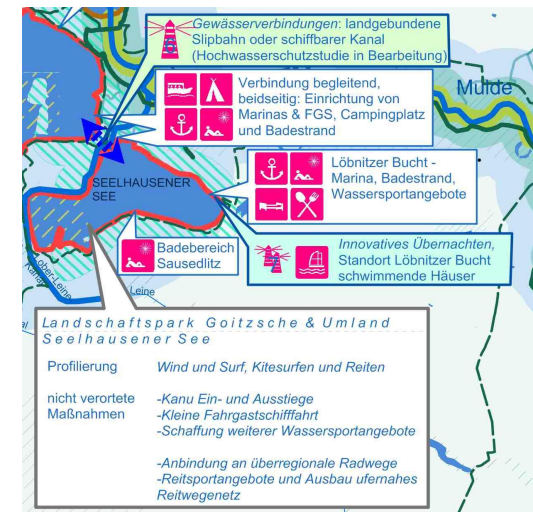 Gewässerverbindungen: landgebundene
Slipbahn oder schiffbarer Kanal
(Hochwasserschutzstudie in Bearbeitung)
Verbindung begleitend,
beidseitig: Einrichtung von
Marinas & FGS, Campingplatz
und Badestrand
Mulde
Löbnitzer Bucht -
Marina, Badestrand,
Wassersportangebote
SEELHAUSENER
SEE
Badebereich
Sausedlitz
Innovatives Übernachten,
Standort Löbnitzer Bucht
schwimmende Häuser
Lober-Leine
Kanal
Leine
Landschaftspark Goitzsche & Umland
Seelhausener See
Profilierung Wind und Surf, Kitesurfen und Reiten
nicht verortete -Kanu Ein- und Ausstiege
Maßnahmen -Kleine Fahrgastschifffahrt
-Schaffung weiterer Wassersportangebote
-Anbindung an überregionale Radwege
-Reitsportangebote und Ausbau ufernahes
Reitwegenetz